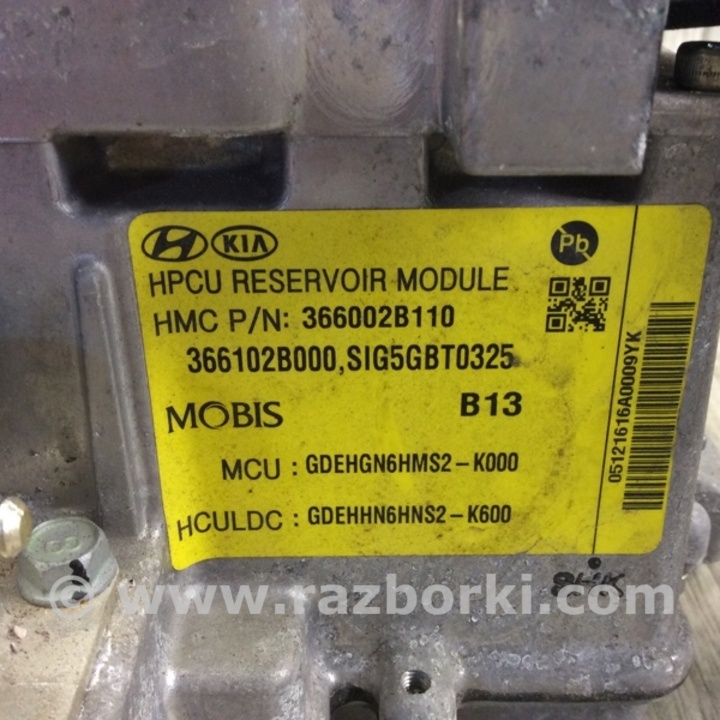 KIA
Pb
HPCU RESERVOIR MODULE
HMC P/N: 366002B110
366102B000,SIG5GBT0325
MOBIS B13
MCU : GDEHGN6HMS2-K000
HCULDC : GDEHHN6HNS2-K600
05121616A0009YK
8
© www.razborki.com